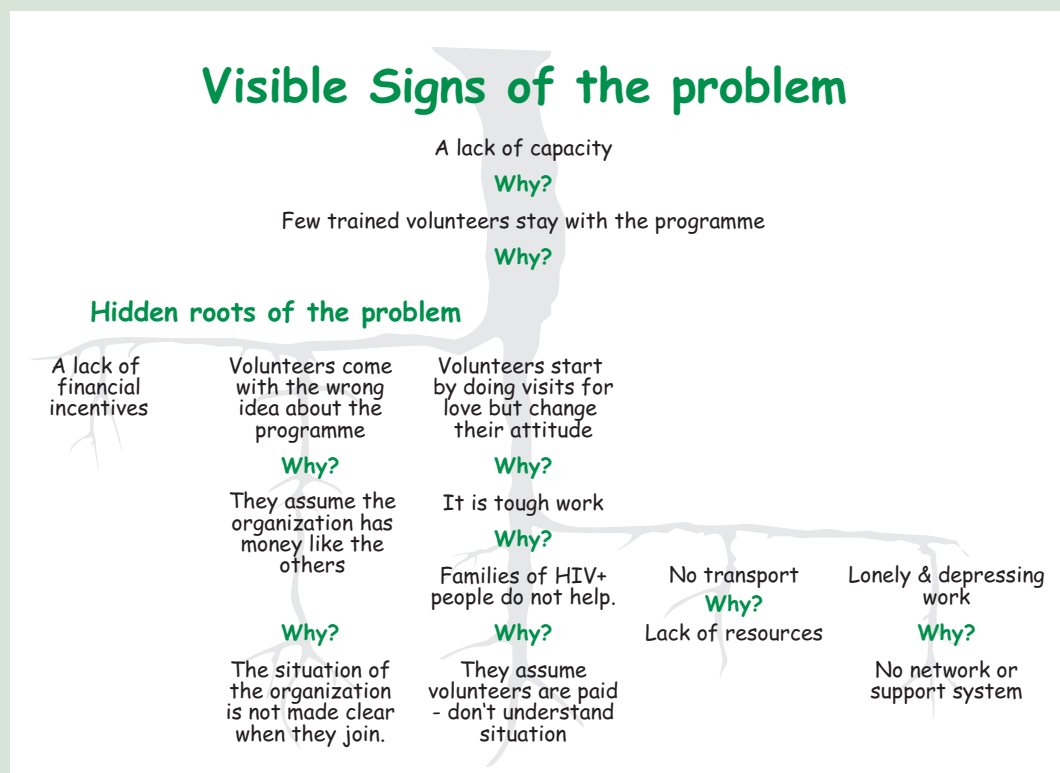 Visible Signs of the problem
A lack of capacity
Why?
Few trained volunteers stay with the programme
Why?
Hidden roots of the problem
A lack of
financial
incentives
Volunteers come
with the wrong
idea about the
programme
Why?
They assume the
organization has
money like the
others
Why?
The situation of
the organization
is not made clear
when they join.
Volunteers start
by doing visits for
love but change
their attitude
Why?
It is tough work
Why?
Families of HIV+
people do not help.
Why?
They assume
volunteers are paid
- don't understand
situation
No transport
Why?
Lack of resources
Lonely & depressing
work
Why?
No network or
support system